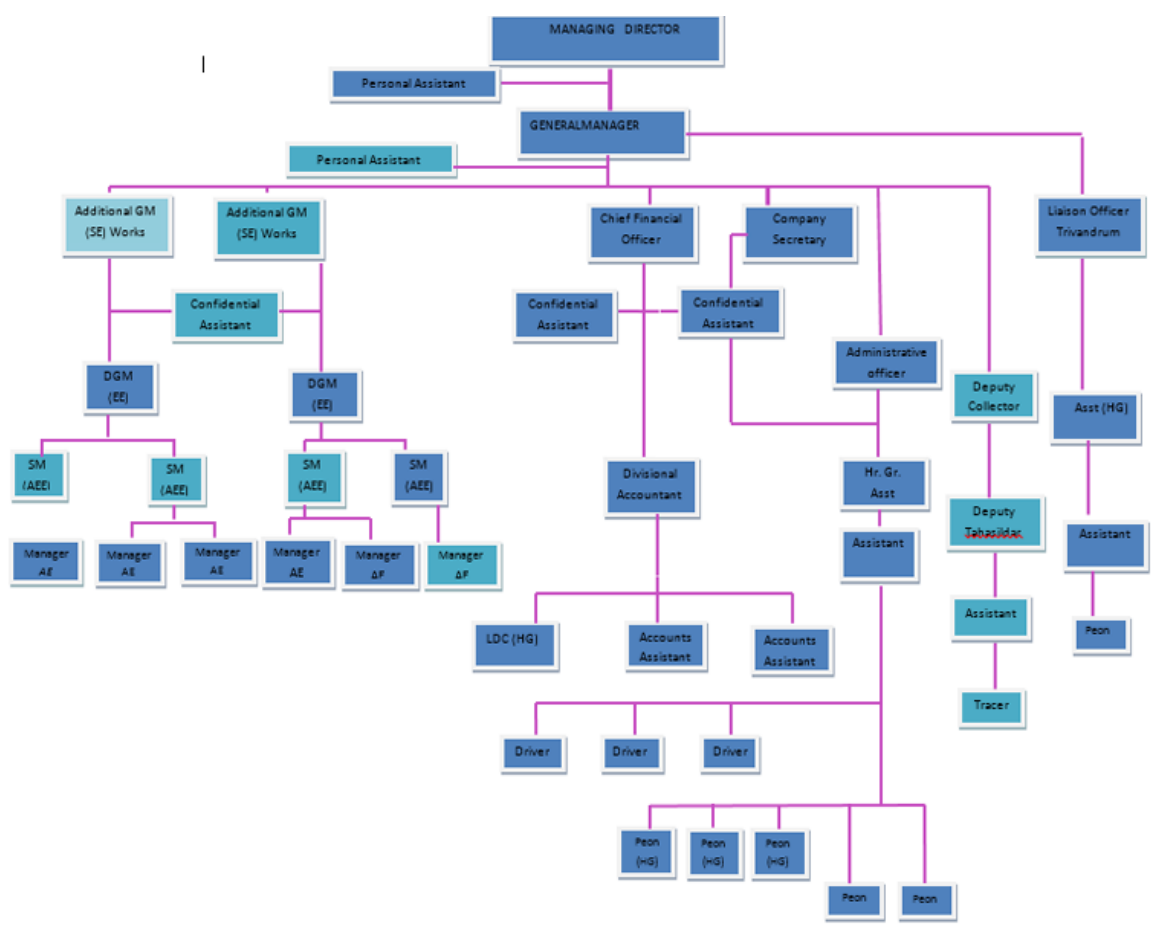 MANAGING DIRECTOR
Personal Assistant
GENERALMANAGER
Personal Assistant
Additional GM
(SE) Works
Additional GM
(SE) Works
Chief Financial
Officer
Company
Secretary
Liaison Officer
Trivandrum
Confidential
Assistant
Confidential
Assistant
Confidential
Assistant
Administrative
officer
DGM
(EE)
DGM
(EE)
Deputy
Collector
Asst (HG)
SM
(AEE)
SM
(AEE)
SM
(AEE)
SM
(AEE)
Divisional
Accountant
Hr. Gr.
Asst
Deputy
Tahasildar
Manager
AE
Manager
AE
Manager
AE
Manager
AE
Manager
AE
Manager
AE
Assistant
Assistant
LDC (HG)
Accounts
Assistant
Accounts
Assistant
Assistant
Peon
Tracer
Driver
Driver
Driver
Peon
(HG)
Peon
(HG)
Peon
(HG)
Peon
Peon